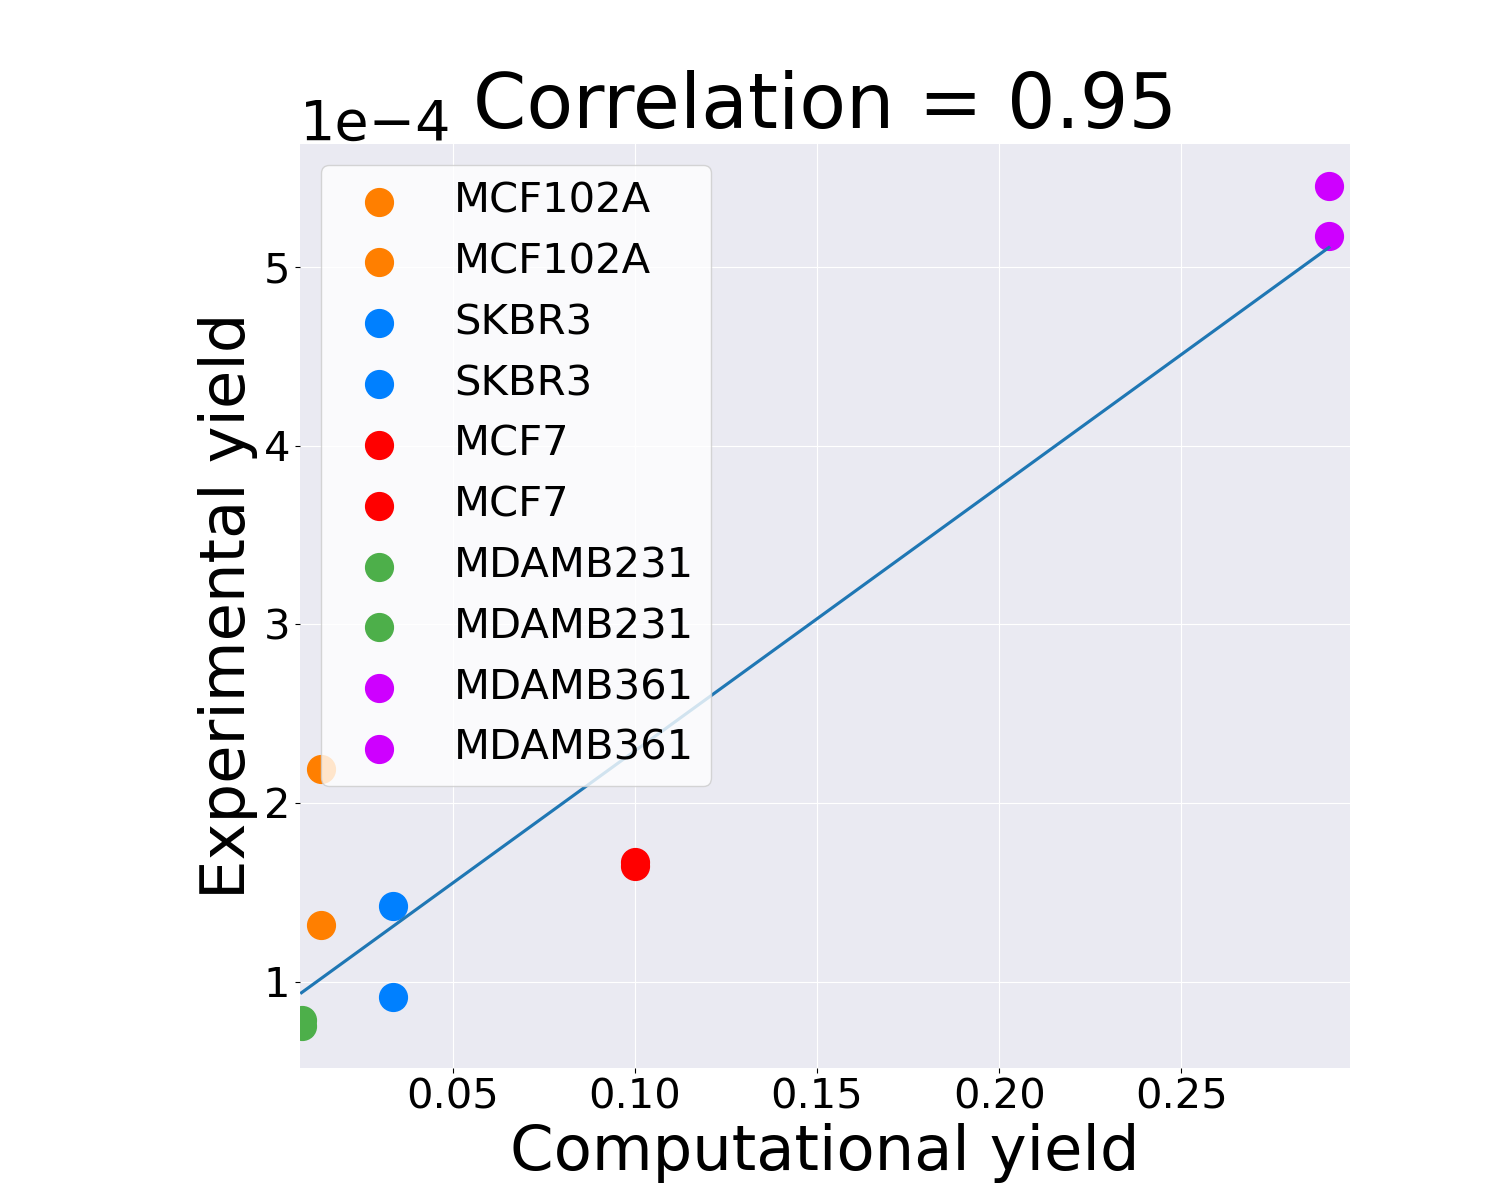 Correlation = 0.95
1e−4
MCF102A
MCF102A
SKBR3
SKBR3
MCF7
MCF7
MDAMB231
MDAMB231
MDAMB361
MDAMB361
5
4
3
2
1
Experimental yield
0.05 0.10 0.15 0.20 0.25
Computational yield